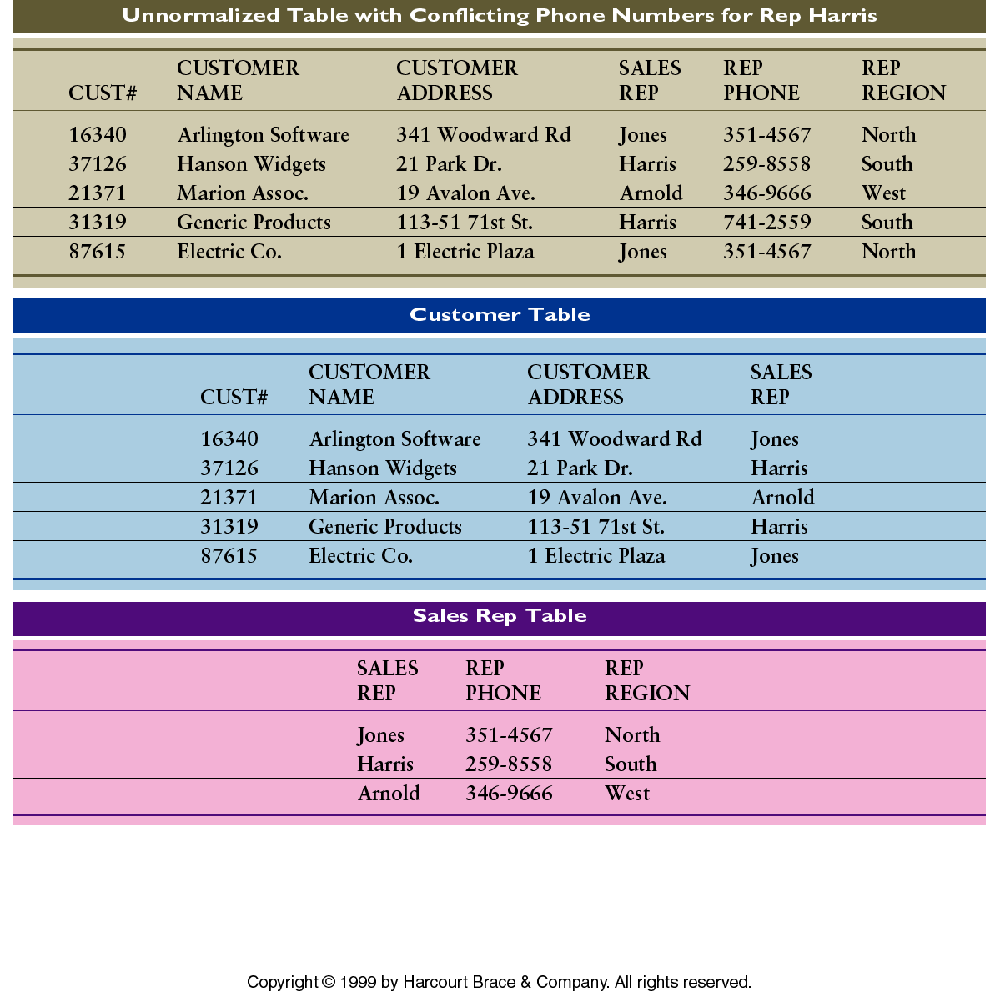 Unnormalized Table with Conflicting Phone Numbers for Rep Harris
CUSTOMER CUSTOMER SALES REP REP
CUST# NAME ADDRESS REP PHONE REGION
16340 Arlington Software 341 Woodward Rd Jones 351-4567 North
37126 Hanson Widgets 21 Park Dr. Harris 259-8558 South
21371 Marion Assoc. 19 Avalon Ave. Arnold 346-9666 West
31319 Generic Products 113-51 71st St. Harris 741-2559 South
87615 Electric Co. 1 Electric Plaza Jones 351-4567 North
Customer Table
CUSTOMER CUSTOMER SALES
CUST# NAME ADDRESS REP
16340 Arlington Software 341 Woodward Rd Jones
37126 Hanson Widgets 21 Park Dr. Harris
21371 Marion Assoc. 19 Avalon Ave. Arnold
31319 Generic Products 113-51 71st St. Harris
87615 Electric Co. 1 Electric Plaza Jones
Sales Rep Table
SALES REP REP
REP PHONE REGION
Jones 351-4567 North
Harris 259-8558 South
Arnold 346-9666 West
Copyright © 1999 by Harcourt Brace & Company. All rights reserved.